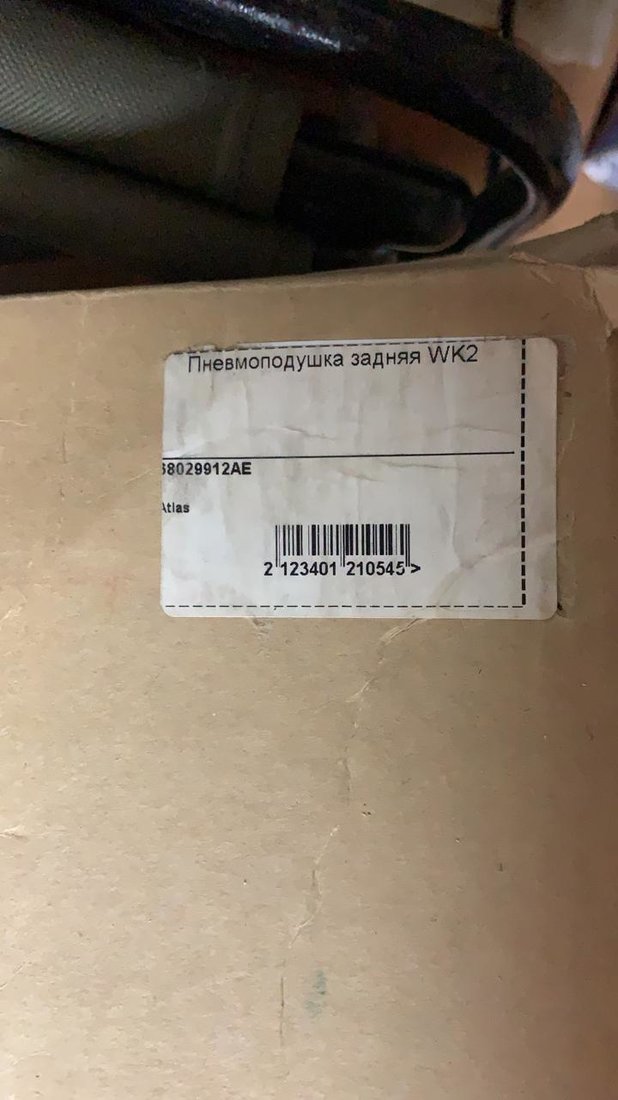 Пневмоподушка задняя WK2
68029912AE
Atlas
2 123401 210545 >